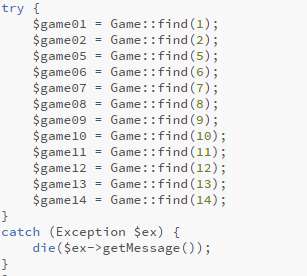 try {
    $game01 = Game::find(1);
    $game02 = Game::find(2);
    $game05 = Game::find(5);
    $game06 = Game::find(6);
    $game07 = Game::find(7);
    $game08 = Game::find(8);
    $game09 = Game::find(9);
    $game10 = Game::find(10);
    $game11 = Game::find(11);
    $game12 = Game::find(12);
    $game13 = Game::find(13);
    $game14 = Game::find(14);
}
catch (Exception $ex) {
    die($ex->getMessage());
}